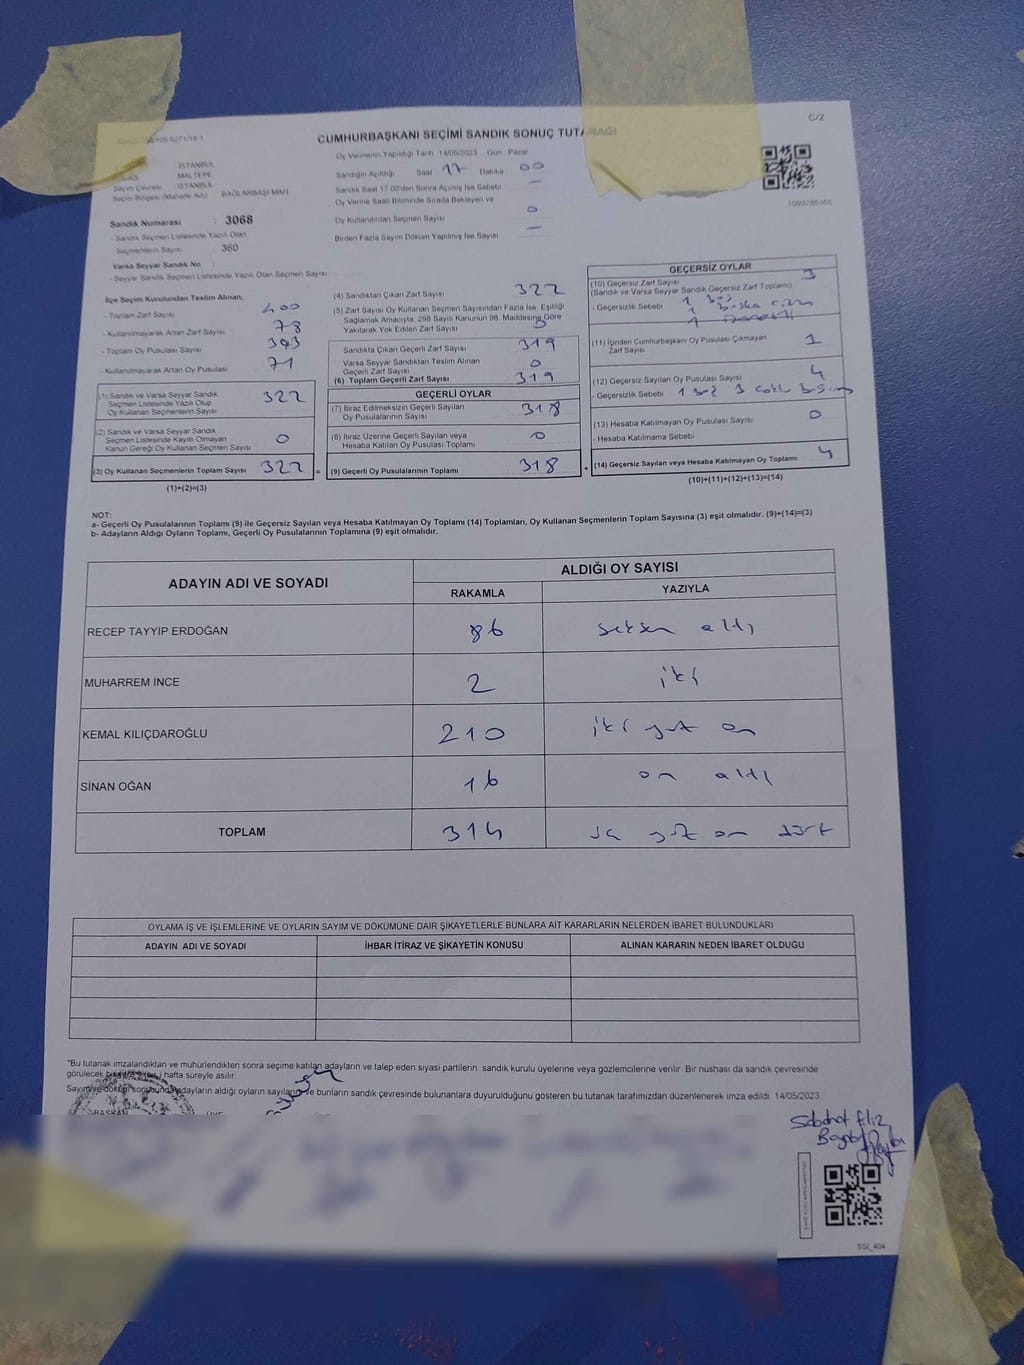 C/2
CUMHURBAŞKANI SEÇİMİ SANDIK SONUÇ TUTANAĞI
Oy Vermenin Yapıldığı Tarih 14/05/2023 Gün Pazar
İSTANBUL
MALTEPE
Seçim Çevresi : İSTANBUL
Seçim Bölgesi (Mahalle Adı) : BAĞLARBAŞI MAH
Sandık Numarası : 3068
- Sandık Seçmen Listesinde Yazılı Olan
Seçmenlerin Sayısı : 360
Varsa Seyyar Sandık No :
- Seyyar Sandık Seçmen Listesinde Yazılı Olan Seçmen Sayısı
Sandığın Açıldığı Saat 17 Dakika 00
Sandık Saat 17.00'den Sonra Açılmış İse Sebebi —
Oy Verme Saati Bitiminde Sırada Bekleyen ve
Oy Kullandırılan Seçmen Sayısı 0
Birden Fazla Sayım Döküm Yapılmış İse Sayısı —
1093785166
İlçe Seçim Kurulundan Teslim Alınan;
- Toplam Zarf Sayısı 400
- Kullanılmayarak Artan Zarf Sayısı 78
- Toplam Oy Pusulası Sayısı 393
- Kullanılmayarak Artan Oy Pusulası 71
(1) Sandık ve Varsa Seyyar Sandık
Seçmen Listesinde Yazılı Olup
Oy Kullanan Seçmenlerin Sayısı 322
(2) Sandık ve Varsa Seyyar Sandık
Seçmen Listesinde Kayıtlı Olmayan
Kanun Gereği Oy Kullanan Seçmen Sayısı 0
(3) Oy Kullanan Seçmenlerin Toplam Sayısı 322 =
(1)+(2)=(3)
(4) Sandıktan Çıkan Zarf Sayısı 322
(5) Zarf Sayısı Oy Kullanan Seçmen Sayısından Fazla İse, Eşitliği
Sağlamak Amacıyla, 298 Sayılı Kanunun 98. Maddesine Göre
Yakılarak Yok Edilen Zarf Sayısı 0
Sandıkta Çıkan Geçerli Zarf Sayısı 319
Varsa Seyyar Sandıktan Teslim Alınan
Geçerli Zarf Sayısı 0
(6) Toplam Geçerli Zarf Sayısı 319
GEÇERLİ OYLAR
(7) İtiraz Edilmeksizin Geçerli Sayılan
Oy Pusulalarının Sayısı 318
(8) İtiraz Üzerine Geçerli Sayılan veya
Hesaba Katılan Oy Pusulası Toplamı 0
(9) Geçerli Oy Pusulalarının Toplamı 318 +
GEÇERSİZ OYLAR
(10) Geçersiz Zarf Sayısı 3
(Sandık ve Varsa Seyyar Sandık Geçersiz Zarf Toplamı)
- Geçersizlik Sebebi 1 boş
(11) İçinden Cumhurbaşkanı Oy Pusulası Çıkmayan
Zarf Sayısı 1
(12) Geçersiz Sayılan Oy Pusulası Sayısı 4
- Geçersizlik Sebebi 1 boş 3 çok basım
(13) Hesaba Katılmayan Oy Pusulası Sayısı 0
- Hesaba Katılmama Sebebi
(14) Geçersiz Sayılan veya Hesaba Katılmayan Oy Toplamı 4
(10)+(11)+(12)+(13)=(14)
NOT:
a- Geçerli Oy Pusulalarının Toplamı (9) ile Geçersiz Sayılan veya Hesaba Katılmayan Oy Toplamı (14) Toplamları, Oy Kullanan Seçmenlerin Toplam Sayısına (3) eşit olmalıdır. (9)+(14)=(3)
b- Adayların Aldığı Oyların Toplamı, Geçerli Oy Pusulalarının Toplamına (9) eşit olmalıdır.
ADAYIN ADI VE SOYADI
ALDIĞI OY SAYISI
RAKAMLA YAZIYLA
RECEP TAYYİP ERDOĞAN 86 seksen altı
MUHARREM İNCE 2 iki
KEMAL KILIÇDAROĞLU 210 iki yüz on
SİNAN OĞAN 16 on altı
TOPLAM 314 üç yüz on dört
OYLAMA İŞ VE İŞLEMLERİNE VE OYLARIN SAYIM VE DÖKÜMÜNE DAİR ŞİKAYETLERLE BUNLARA AİT KARARLARIN NELERDEN İBARET BULUNDUKLARI
ADAYIN ADI VE SOYADI İHBAR İTİRAZ VE ŞİKAYETİN KONUSU ALINAN KARARIN NEDEN İBARET OLDUĞU
*Bu tutanak imzalandıktan ve mühürlendikten sonra seçime katılan adayların ve talep eden siyasi partilerin sandık kurulu üyelerine veya gözlemcilerine verilir. Bir nüshası da sandık çevresinde
görülecek hafta süreyle asılır.
Sayım ve döküm sonucunda adayların aldığı oyların sayıların ve bunların sandık çevresinde bulunanlara duyurulduğunu gösteren bu tutanak tarafımızdan düzenlenerek imza edildi. 14/05/2023
BAŞKAN ÜYE